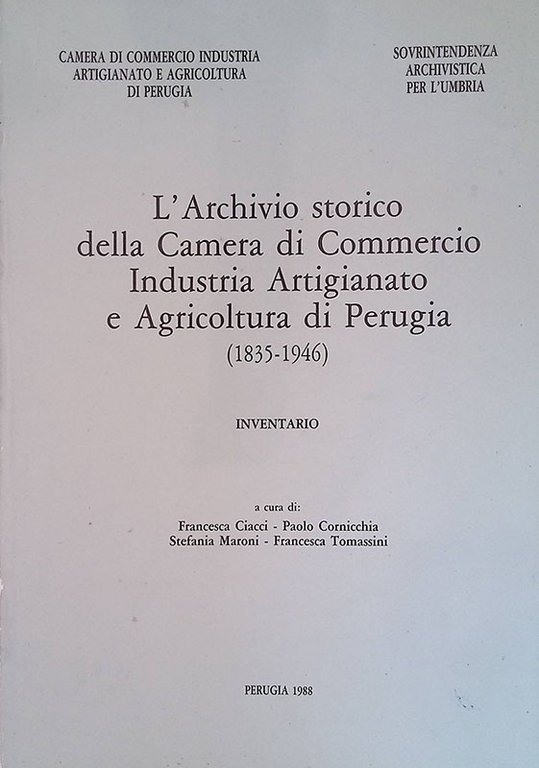 CAMERA DI COMMERCIO INDUSTRIA
ARTIGIANATO E AGRICOLTURA
DI PERUGIA
SOVRINTENDENZA
ARCHIVISTICA
PER L'UMBRIA
L'Archivio storico
della Camera di Commercio
Industria Artigianato
e Agricoltura di Perugia
(1835-1946)
INVENTARIO
a cura di:
Francesca Ciacci - Paolo Cornicchia
Stefania Maroni - Francesca Tomassini
PERUGIA 1988